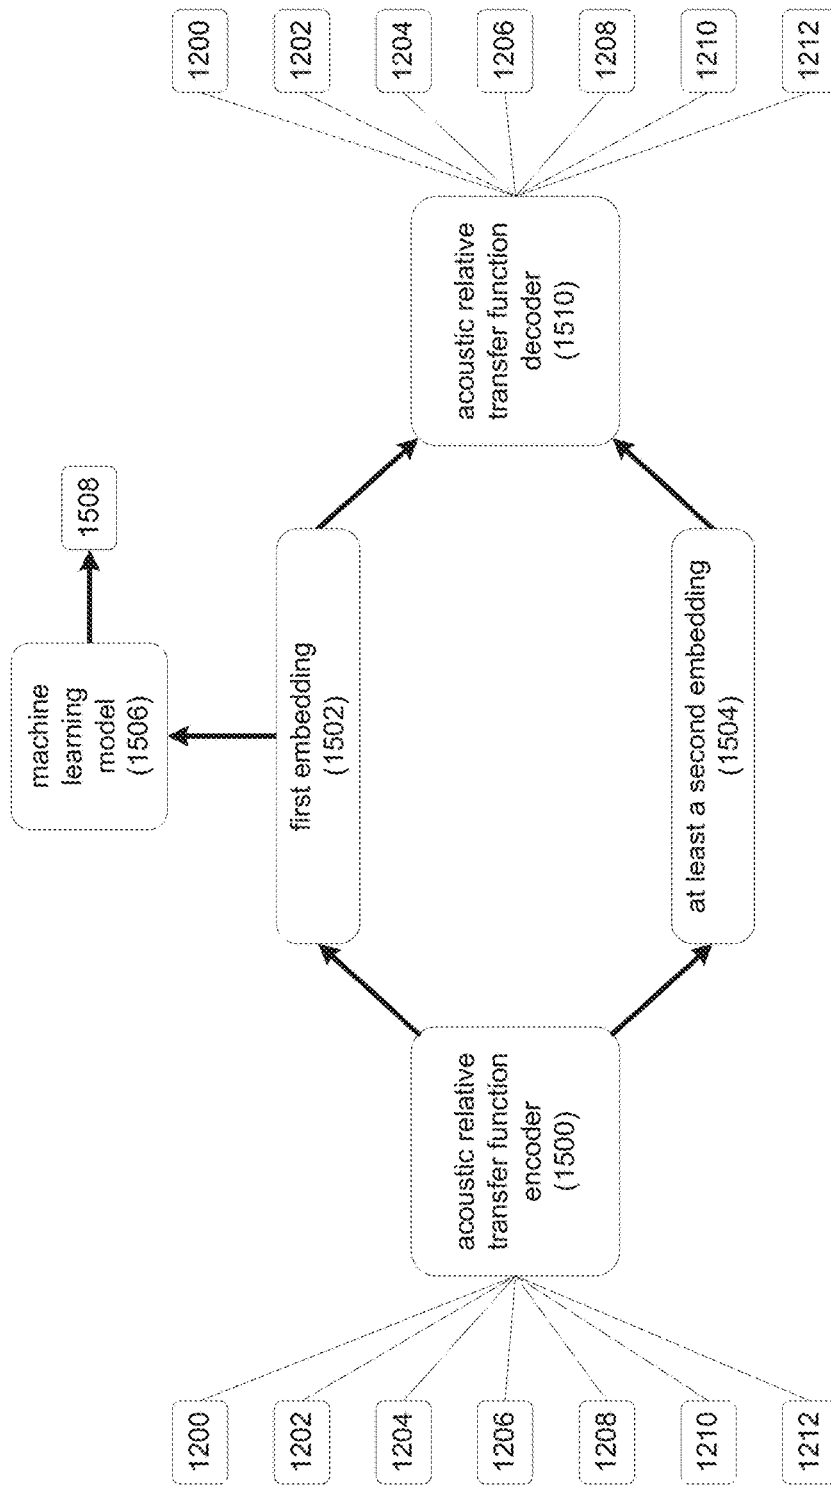 1200
1202
1204
1206
1208
1210
1212
acoustic relative
transfer function
encoder
(1500)
machine
learning
model
(1506)
1508
first embedding
(1502)
at least a second embedding
(1504)
acoustic relative
transfer function
decoder
(1510)
1200
1202
1204
1206
1208
1210
1212